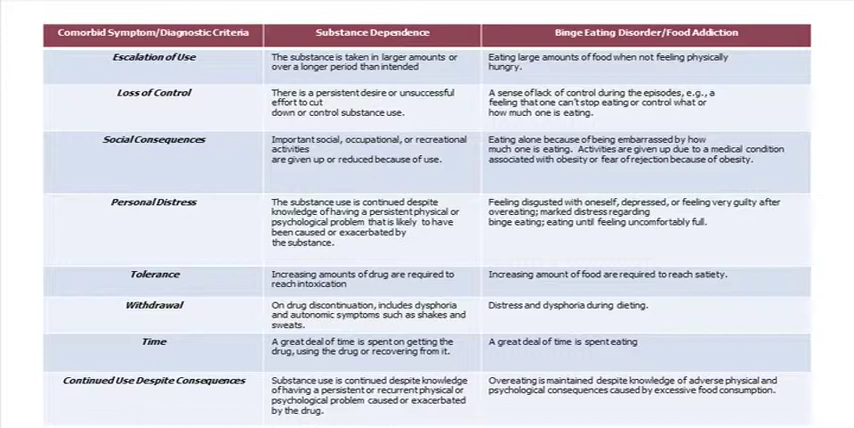 Comorbid Symptom/Diagnostic Criteria
Substance Dependence
Binge Eating Disorder/Food Addiction
Escalation of Use
The substance is taken in larger amounts or
over a longer period than intended
Eating large amounts of food when not feeling physically
hungry.
Loss of Control
There is a persistent desire or unsuccessful
effort to cut
down or control substance use.
A sense of lack of control during the episodes, e.g., a
feeling that one can't stop eating or control what or
how much one is eating.
Social Consequences
Important social, occupational, or recreational
activities
are given up or reduced because of use.
Eating alone because of being embarrassed by how
much one is eating. Activities are given up due to a medical condition
associated with obesity or fear of rejection because of obesity.
Personal Distress
The substance use is continued despite
knowledge of having a persistent physical or
psychological problem that is likely to have
been caused or exacerbated by
the substance.
Feeling disgusted with oneself, depressed, or feeling very guilty after
overeating; marked distress regarding
binge eating; eating until feeling uncomfortably full.
Tolerance
Increasing amounts of drug are required to
reach intoxication
Increasing amount of food are required to reach satiety.
Withdrawal
On drug discontinuation, includes dysphoria
and autonomic symptoms such as shakes and
sweats.
Distress and dysphoria during dieting.
Time
A great deal of time is spent on getting the
drug, using the drug or recovering from it.
A great deal of time is spent eating
Continued Use Despite Consequences
Substance use is continued despite knowledge
of having a persistent or recurrent physical or
psychological problem caused or exacerbated
by the drug.
Overeating is maintained despite knowledge of adverse physical and
psychological consequences caused by excessive food consumption.